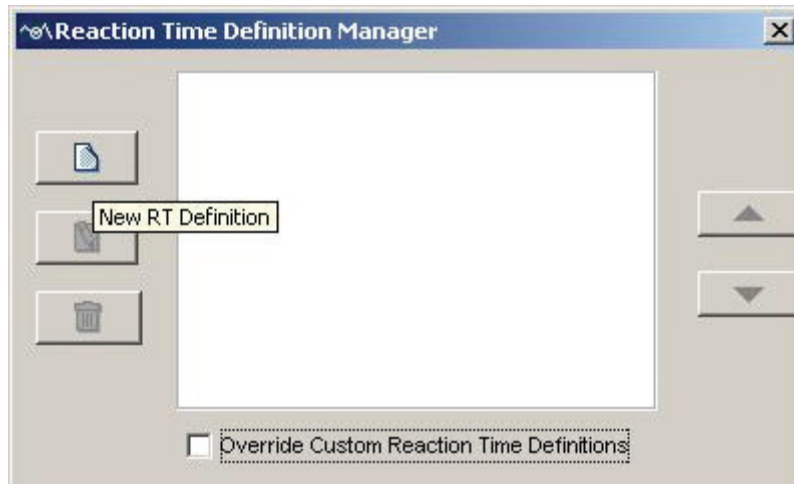 Reaction Time Definition Manager
New RT Definition
Override Custom Reaction Time Definitions